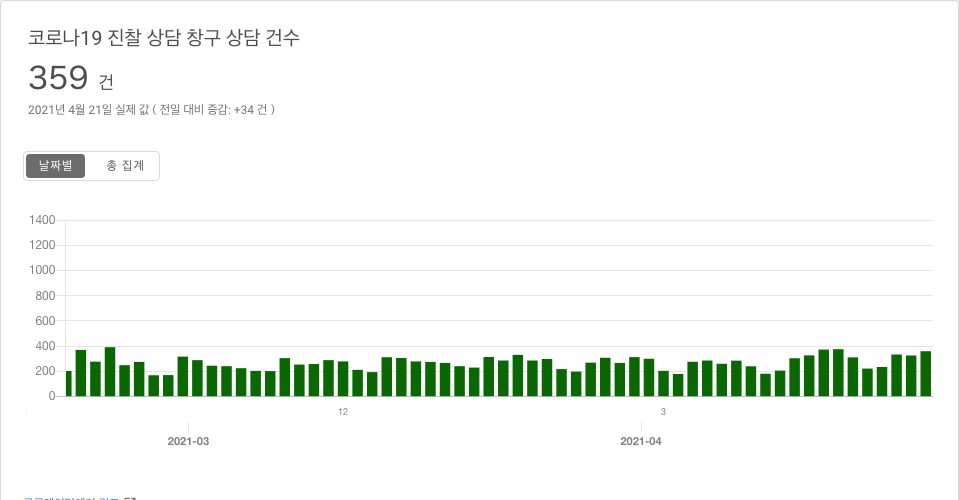 코로나19 진찰 상담 창구 상담 건수
359 건
2021년 4월 21일 실제 값 ( 전일 대비 증감: +34 건 )
날짜별 총 집계
1400
1200
1000
800
600
400
200
0
12 3
2021-03 2021-04